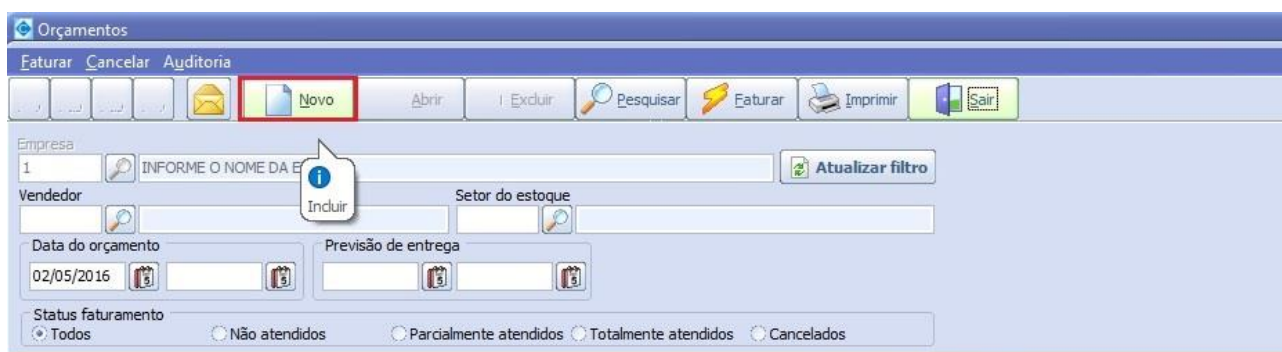 Orçamentos
Faturar Cancelar Auditoria
Novo Abrir Excluir Pesquisar Faturar Imprimir Sair
Empresa
1 INFORME O NOME DA E Atualizar filtro
Incluir
Vendedor Setor do estoque
Data do orçamento Previsão de entrega
02/05/2016
Status faturamento
Todos Não atendidos Parcialmente atendidos Totalmente atendidos Cancelados